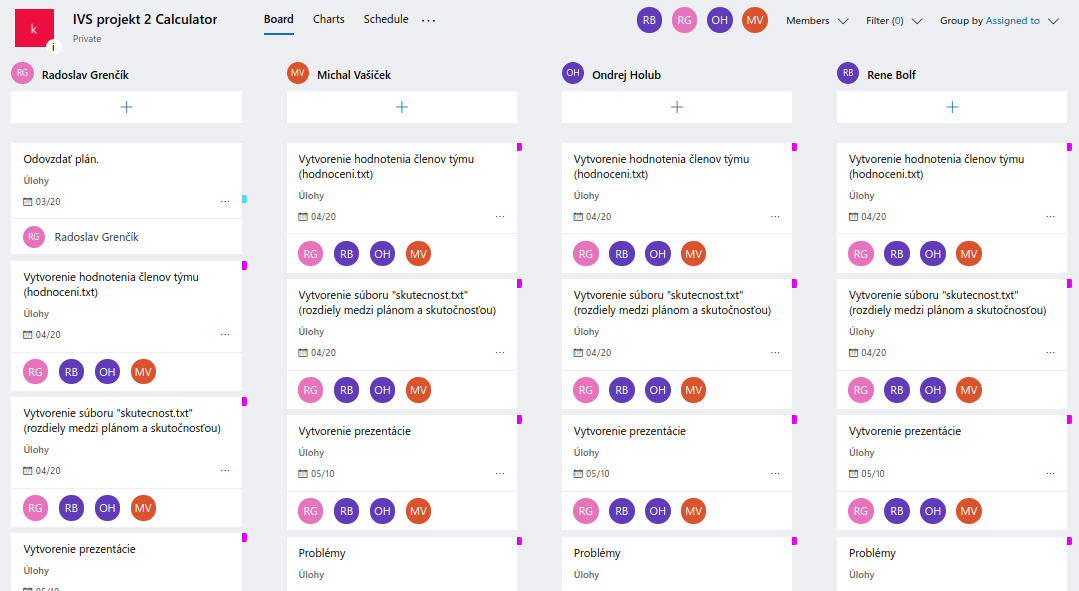 k
i
IVS projekt 2 Calculator
Private
Board Charts Schedule ...
RB RG OH MV Members Filter (0) Group by Assigned to
RG Radoslav Grenčík
+
Odovzdať plán.
Úlohy
03/20 ...
RG Radoslav Grenčík
Vytvorenie hodnotenia členov týmu
(hodnoceni.txt)
Úlohy
04/20 ...
RG RB OH MV
Vytvorenie súboru "skutecnost.txt"
(rozdiely medzi plánom a skutočnosťou)
Úlohy
04/20 ...
RG RB OH MV
Vytvorenie prezentácie
Úlohy
05/10
MV Michal Vašíček
+
Vytvorenie hodnotenia členov týmu
(hodnoceni.txt)
Úlohy
04/20 ...
RG RB OH MV
Vytvorenie súboru "skutecnost.txt"
(rozdiely medzi plánom a skutočnosťou)
Úlohy
04/20 ...
RG RB OH MV
Vytvorenie prezentácie
Úlohy
05/10 ...
RG RB OH MV
Problémy
Úlohy
OH Ondrej Holub
+
Vytvorenie hodnotenia členov týmu
(hodnoceni.txt)
Úlohy
04/20 ...
RG RB OH MV
Vytvorenie súboru "skutecnost.txt"
(rozdiely medzi plánom a skutočnosťou)
Úlohy
04/20 ...
RG RB OH MV
Vytvorenie prezentácie
Úlohy
05/10 ...
RG RB OH MV
Problémy
Úlohy
RB Rene Bolf
+
Vytvorenie hodnotenia členov týmu
(hodnoceni.txt)
Úlohy
04/20 ...
RG RB OH MV
Vytvorenie súboru "skutecnost.txt"
(rozdiely medzi plánom a skutočnosťou)
Úlohy
04/20 ...
RG RB OH MV
Vytvorenie prezentácie
Úlohy
05/10 ...
RG RB OH MV
Problémy
Úlohy